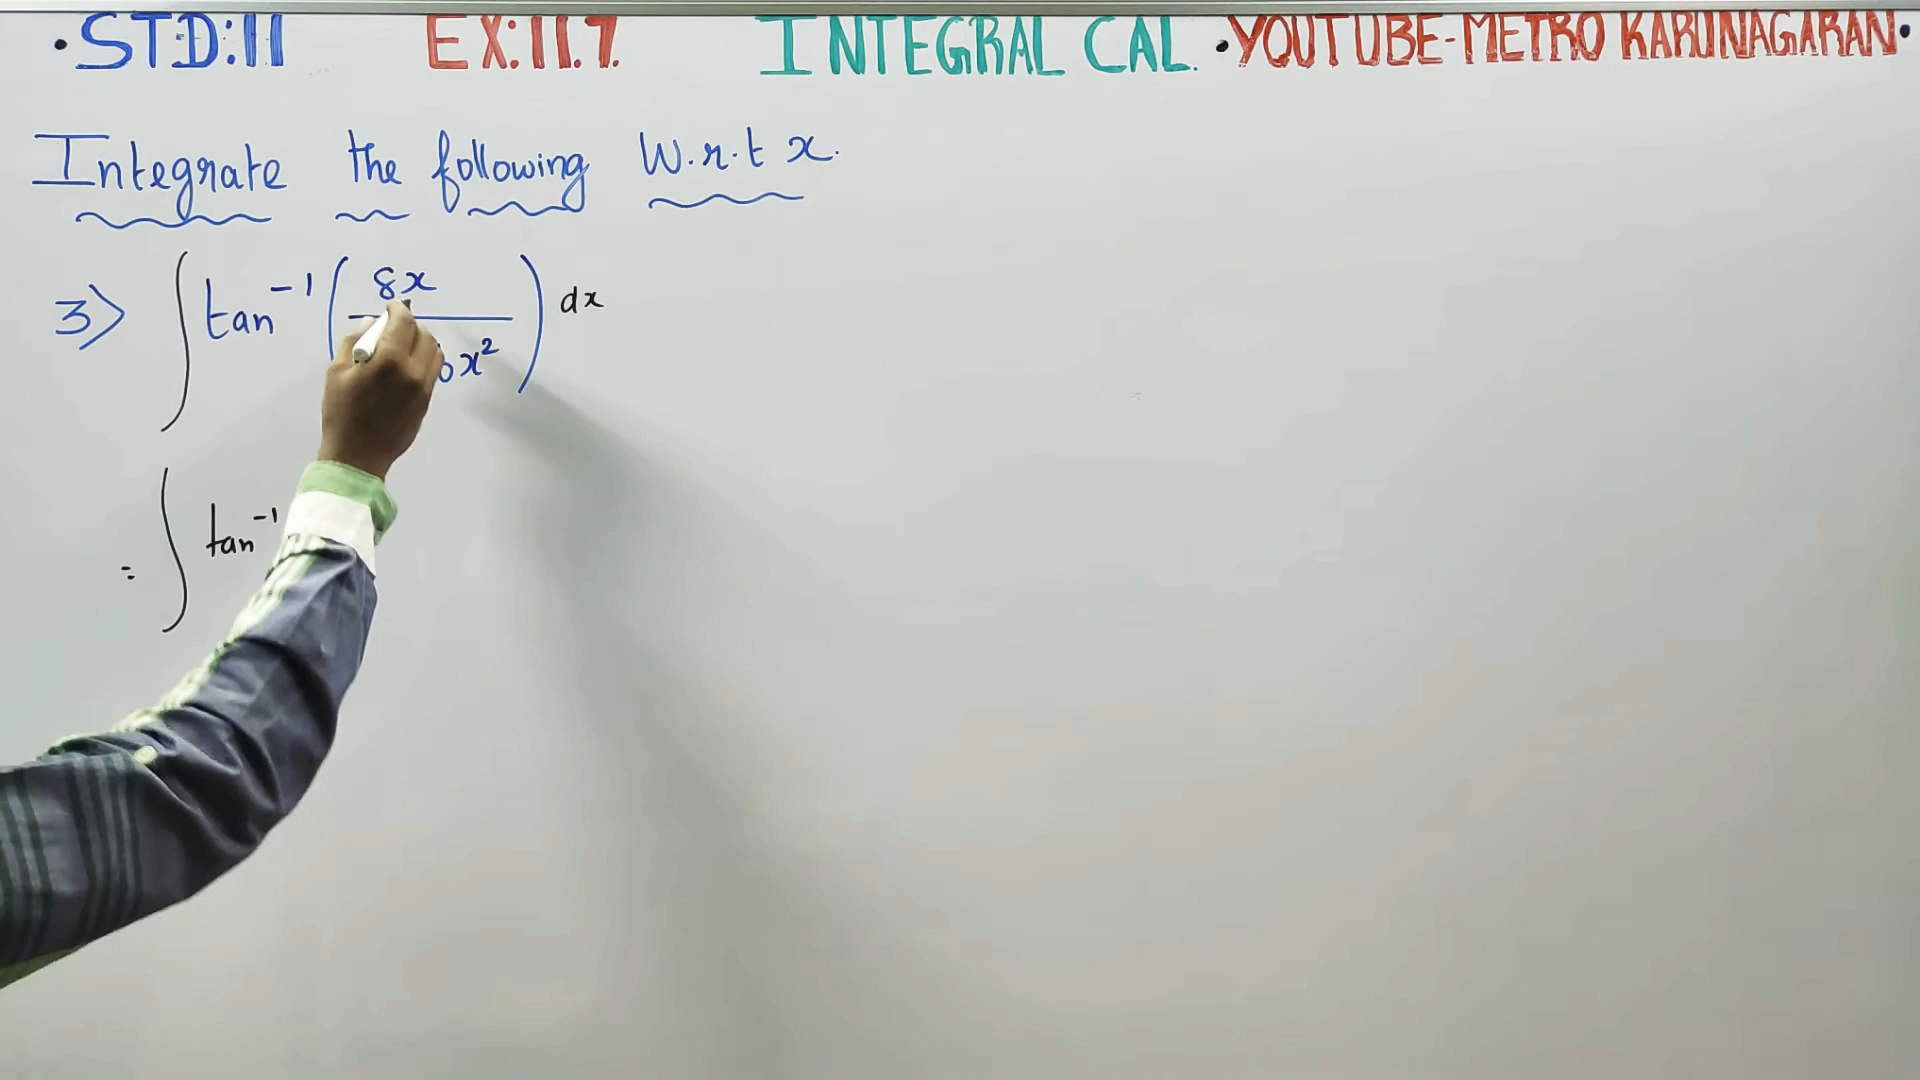 •STD:11 EX:11.7. INTEGRAL CAL. •YOUTUBE-METRO KARUNAGARAN•
Integrate the following W.r.t x.
3> ∫ tan⁻¹ ( 8x
x² ) dx
= ∫ tan⁻¹